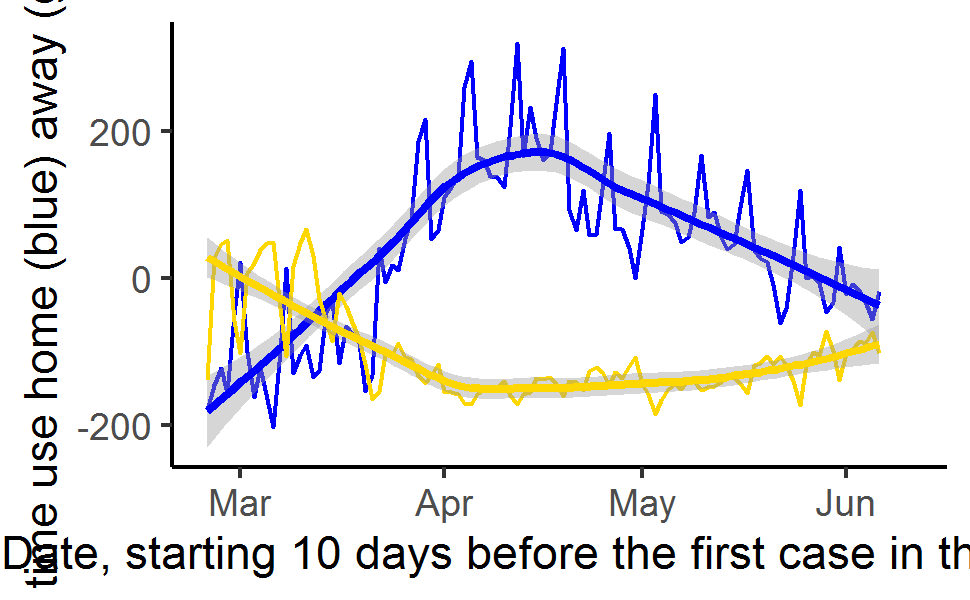 time use home (blue) away (
200
0
-200
Mar Apr May Jun
Date, starting 10 days before the first case in th